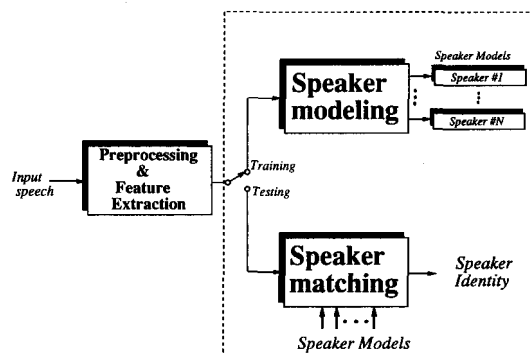 Input
speech
Preprocessing
&
Feature
Extraction
Training
Testing
Speaker
modeling
Speaker Models
Speaker #1
Speaker #N
Speaker
matching
Speaker
Identity
Speaker Models